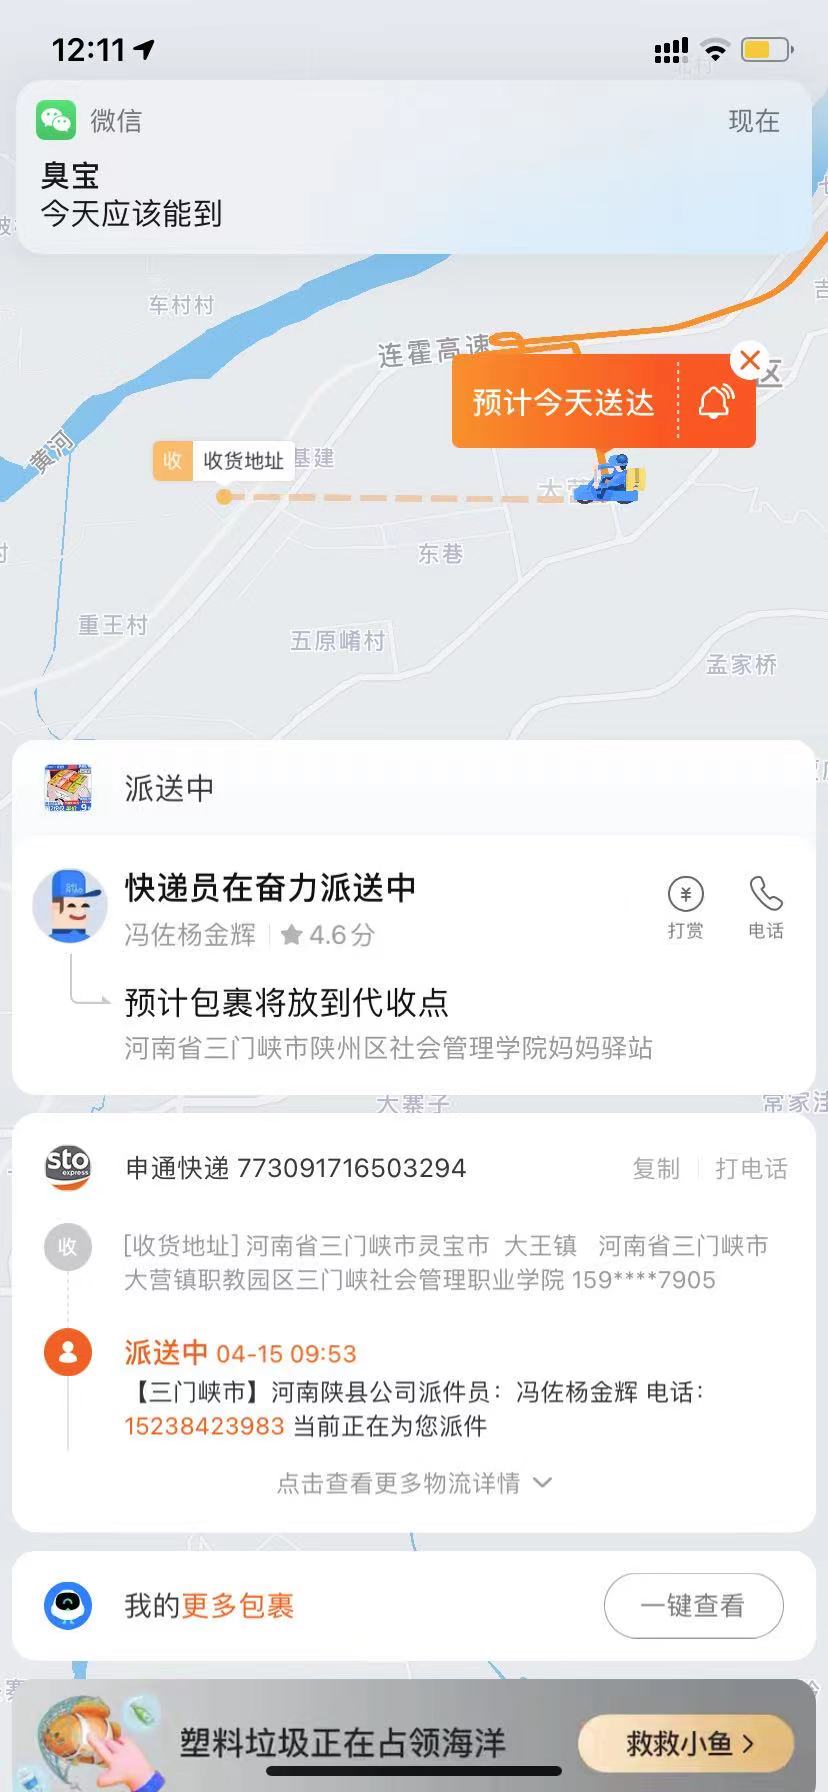 12:11
北村
微信
现在
臭宝
今天应该能到
车村村
连霍高速
区
预计今天送达
黄河
收 收货地址
基建
大营
东巷
重王村
五原崤村
孟家桥
派送中
快递员在奋力派送中
冯佐杨金辉 4.6分
打赏
电话
预计包裹将放到代收点
河南省三门峡市陕州区社会管理学院妈妈驿站
大寨子
常家洼
sto
express
申通快递 773091716503294
复制
打电话
收
[收货地址] 河南省三门峡市灵宝市 大王镇 河南省三门峡市
大营镇职教园区三门峡社会管理职业学院 159****7905
派送中 04-15 09:53
【三门峡市】河南陕县公司派件员：冯佐杨金辉 电话：
15238423983 当前正在为您派件
点击查看更多物流详情
我的更多包裹
一键查看
塑料垃圾正在占领海洋
救救小鱼 >